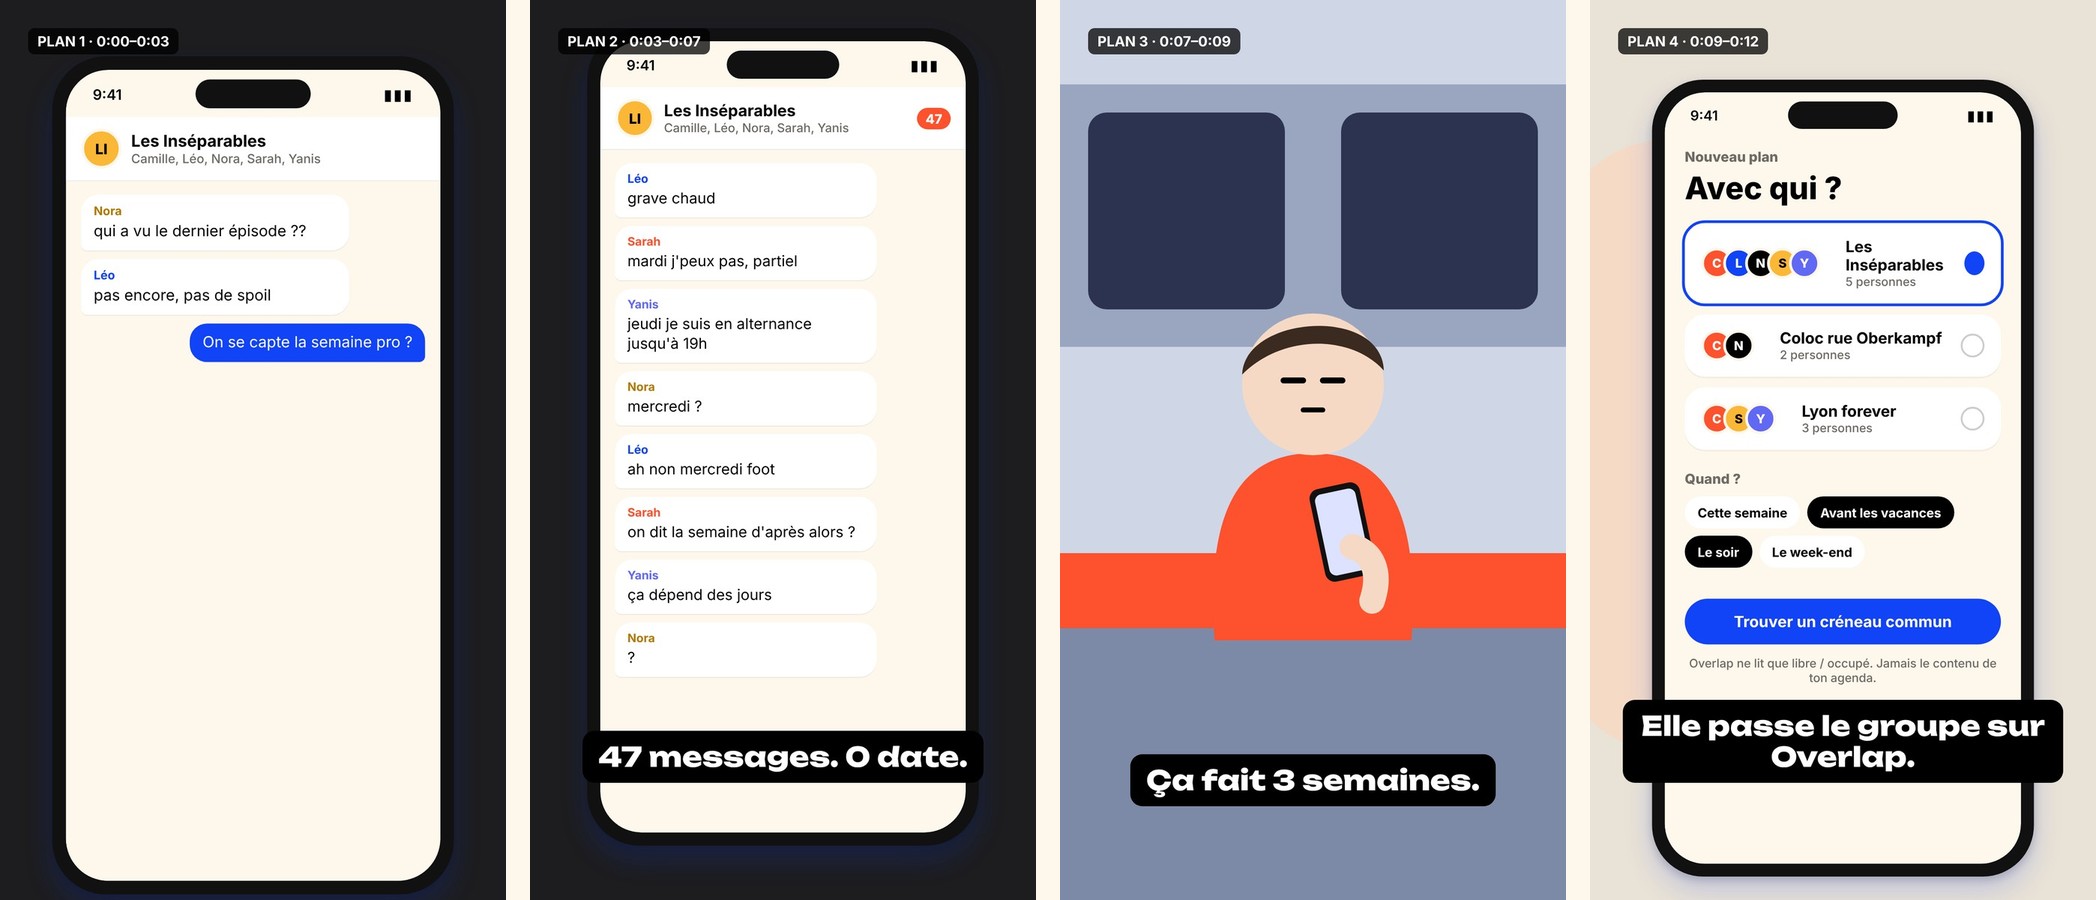 PLAN 1 · 0:00–0:03
9:41
LI
Les Inséparables
Camille, Léo, Nora, Sarah, Yanis
Nora
qui a vu le dernier épisode ??
Léo
pas encore, pas de spoil
On se capte la semaine pro ?
PLAN 2 · 0:03–0:07
9:41
LI
Les Inséparables
Camille, Léo, Nora, Sarah, Yanis
47
Léo
grave chaud
Sarah
mardi j'peux pas, partiel
Yanis
jeudi je suis en alternance
jusqu'à 19h
Nora
mercredi ?
Léo
ah non mercredi foot
Sarah
on dit la semaine d'après alors ?
Yanis
ça dépend des jours
Nora
?
47 messages. 0 date.
PLAN 3 · 0:07–0:09
Ça fait 3 semaines.
PLAN 4 · 0:09–0:12
9:41
Nouveau plan
Avec qui ?
C L N S Y
Les
Inséparables
5 personnes
C N
Coloc rue Oberkampf
2 personnes
C S Y
Lyon forever
3 personnes
Quand ?
Cette semaine
Avant les vacances
Le soir
Le week-end
Trouver un créneau commun
Overlap ne lit que libre / occupé. Jamais le contenu de
ton agenda.
Elle passe le groupe sur
Overlap.